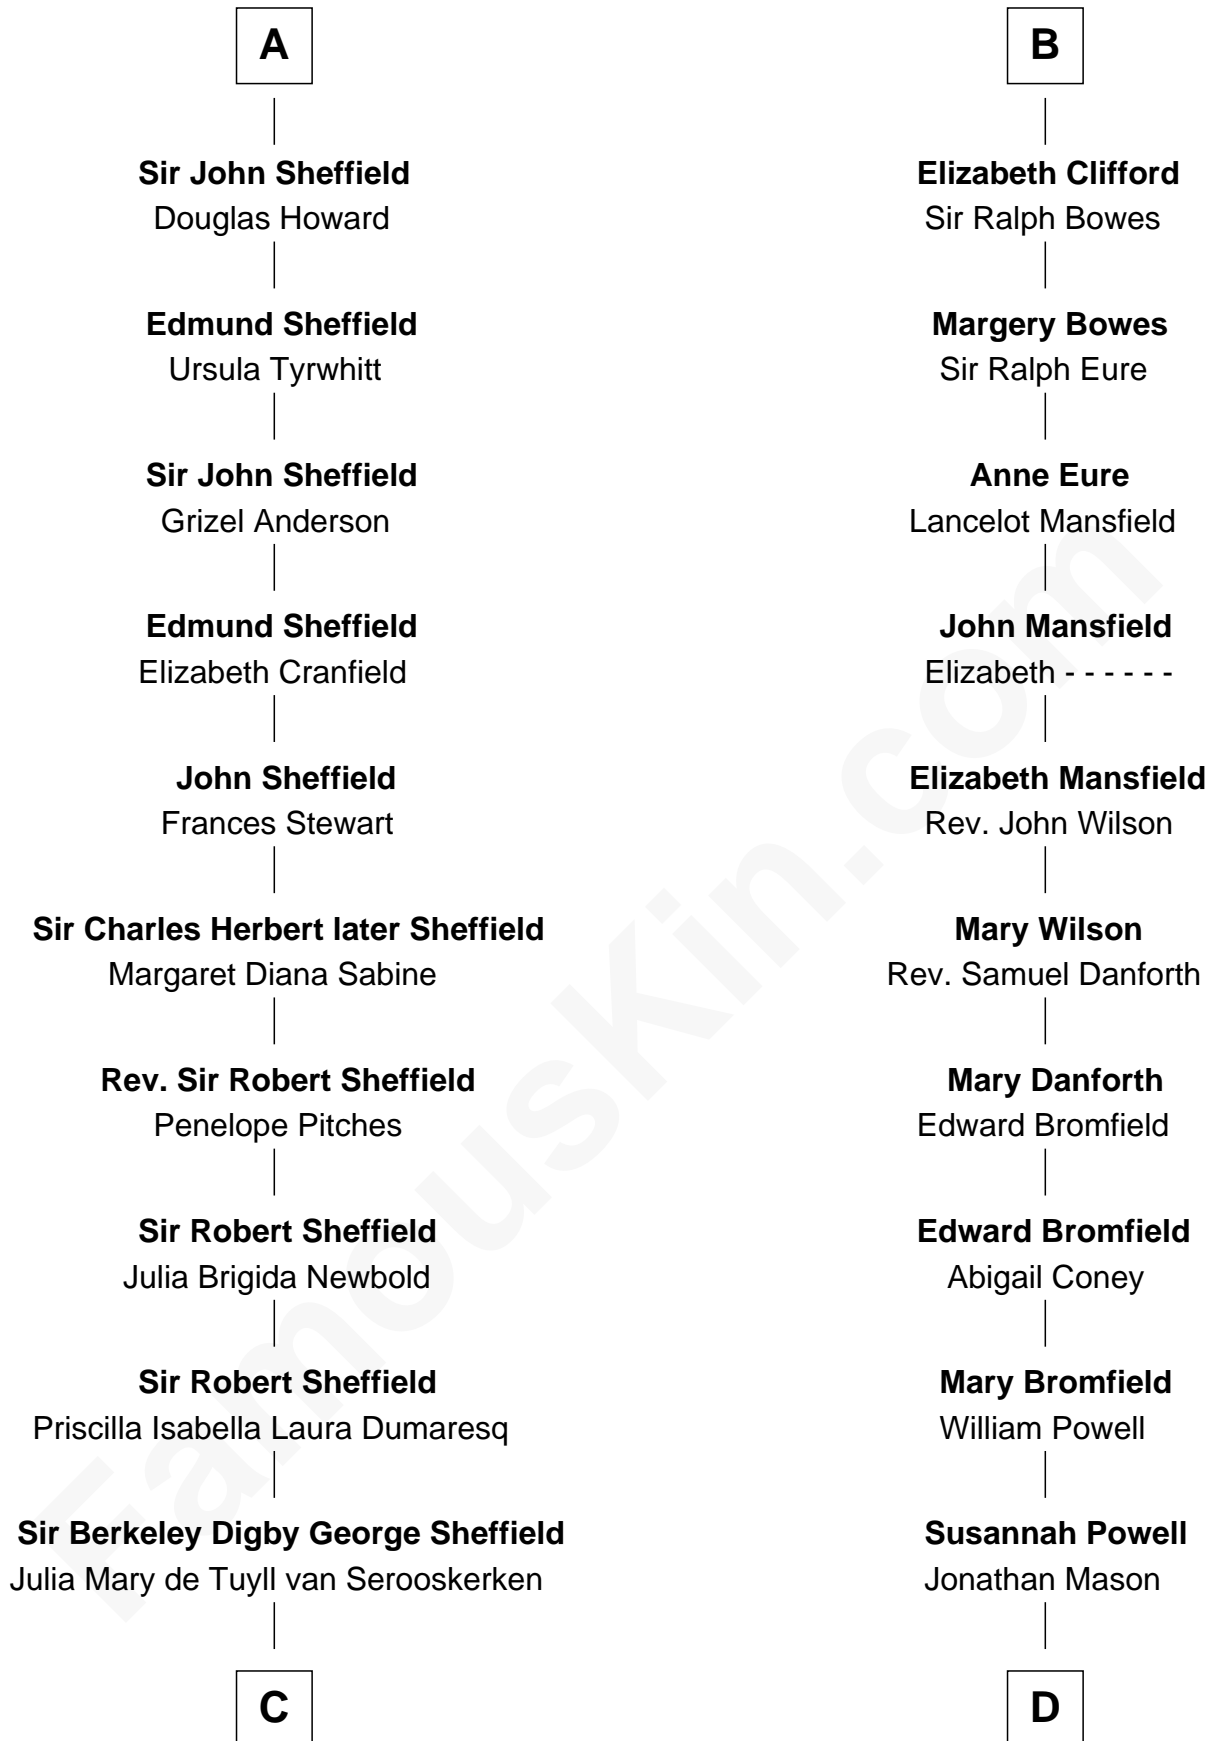 A
Sir John Sheffield
Douglas Howard
Edmund Sheffield
Ursula Tyrwhitt
Sir John Sheffield
Grizel Anderson
Edmund Sheffield
Elizabeth Cranfield
John Sheffield
Frances Stewart
Sir Charles Herbert later Sheffield
Margaret Diana Sabine
Rev. Sir Robert Sheffield
Penelope Pitches
Sir Robert Sheffield
Julia Brigida Newbold
Sir Robert Sheffield
Priscilla Isabella Laura Dumaresq
Sir Berkeley Digby George Sheffield
Julia Mary de Tuyll van Serooskerken
C
B
Elizabeth Clifford
Sir Ralph Bowes
Margery Bowes
Sir Ralph Eure
Anne Eure
Lancelot Mansfield
John Mansfield
Elizabeth - - - - - -
Elizabeth Mansfield
Rev. John Wilson
Mary Wilson
Rev. Samuel Danforth
Mary Danforth
Edward Bromfield
Edward Bromfield
Abigail Coney
Mary Bromfield
William Powell
Susannah Powell
Jonathan Mason
D
FamousKin.com